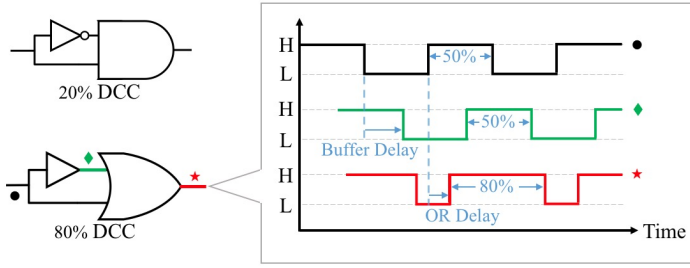 20% DCC
80% DCC
H
50%
L
H
50%
L
Buffer Delay
H
80%
L
OR Delay
Time